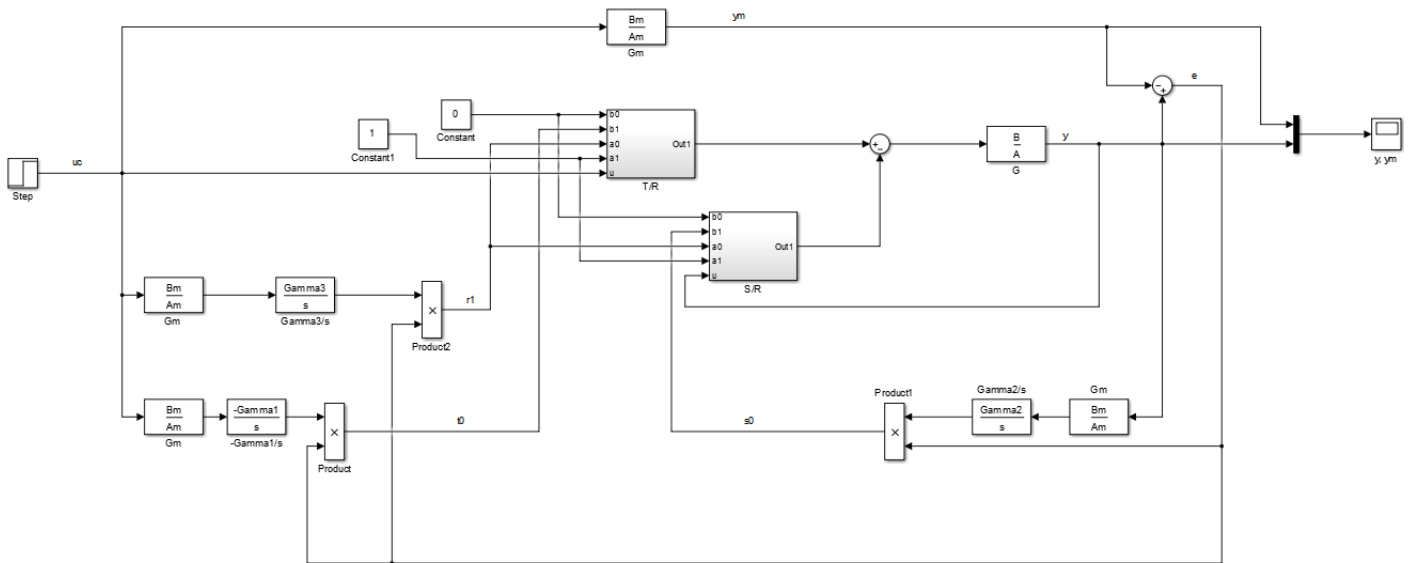 Bm
Am
Gm
ym
e
0
Constant
1
Constant1
b0
b1
a0
a1
u
Out1
T/R
+
−
−
+
B
A
G
y
y, ym
uc
Step
b0
b1
a0
a1
u
Out1
S/R
Bm
Am
Gm
Gamma3
s
Gamma3/s
×
Product2
r1
Bm
Am
Gm
-Gamma1
s
-Gamma1/s
×
Product
t0
s0
Product1
×
Gamma2/s
Gamma2
s
Gm
Bm
Am